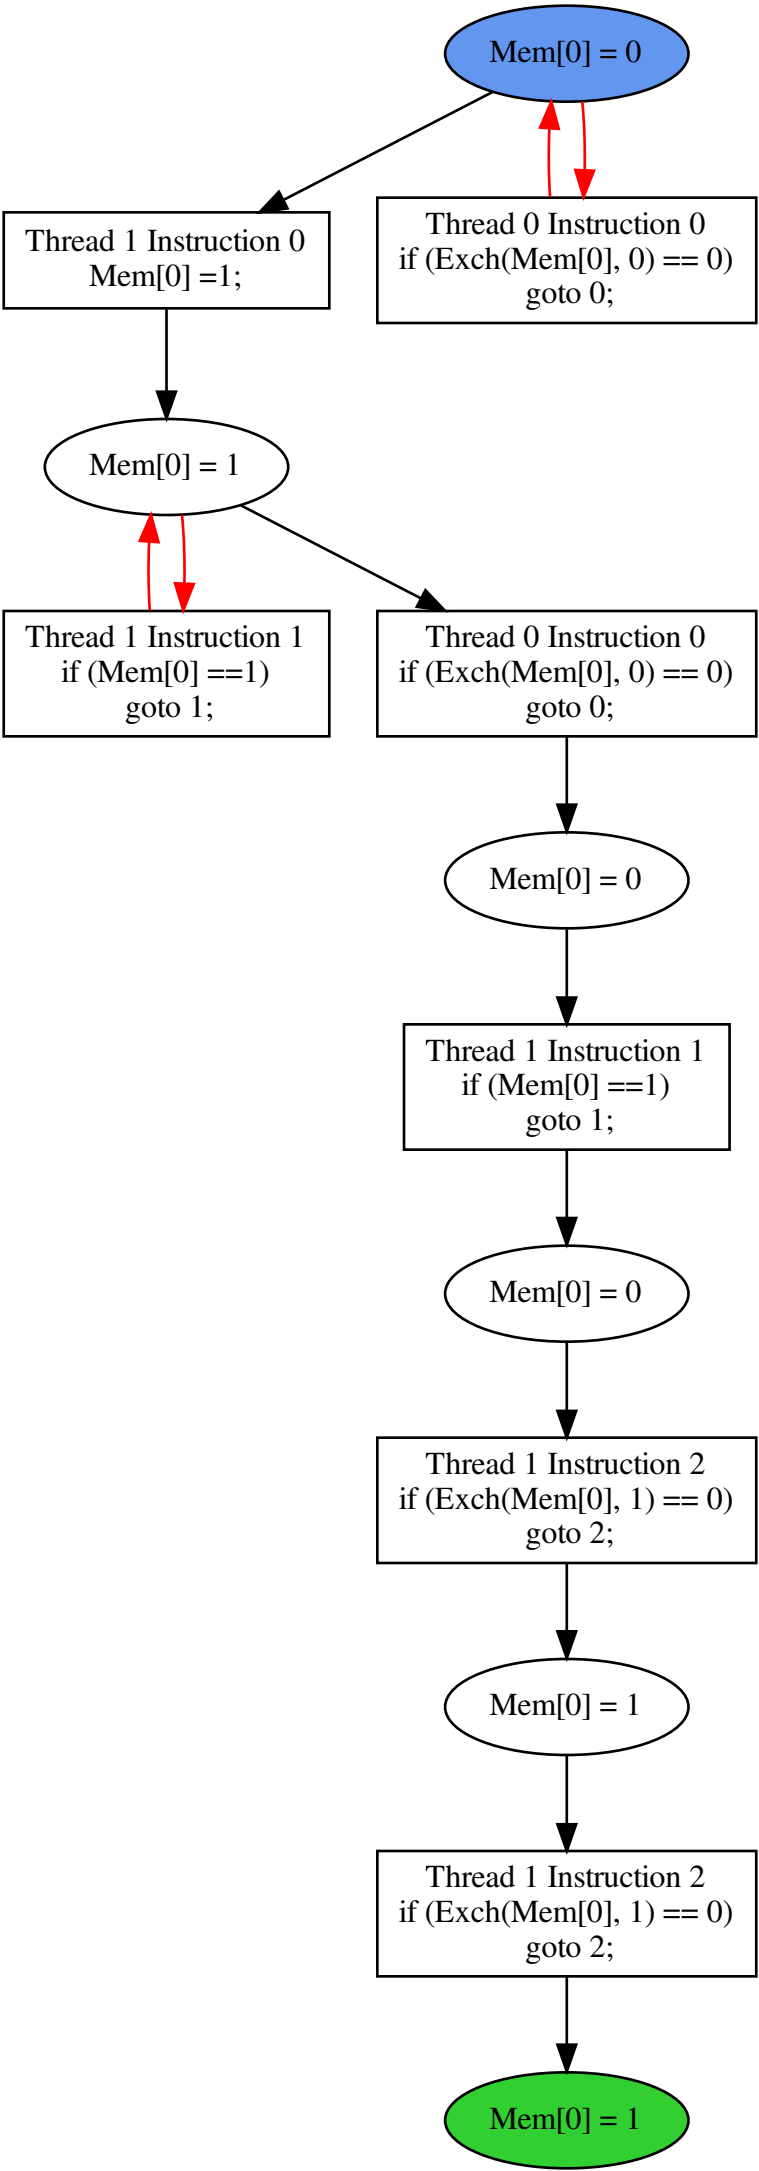 Mem[0] = 0
Thread 1 Instruction 0
Mem[0] =1;
Thread 0 Instruction 0
if (Exch(Mem[0], 0) == 0)
goto 0;
Mem[0] = 1
Thread 1 Instruction 1
if (Mem[0] ==1)
goto 1;
Thread 0 Instruction 0
if (Exch(Mem[0], 0) == 0)
goto 0;
Mem[0] = 0
Thread 1 Instruction 1
if (Mem[0] ==1)
goto 1;
Mem[0] = 0
Thread 1 Instruction 2
if (Exch(Mem[0], 1) == 0)
goto 2;
Mem[0] = 1
Thread 1 Instruction 2
if (Exch(Mem[0], 1) == 0)
goto 2;
Mem[0] = 1